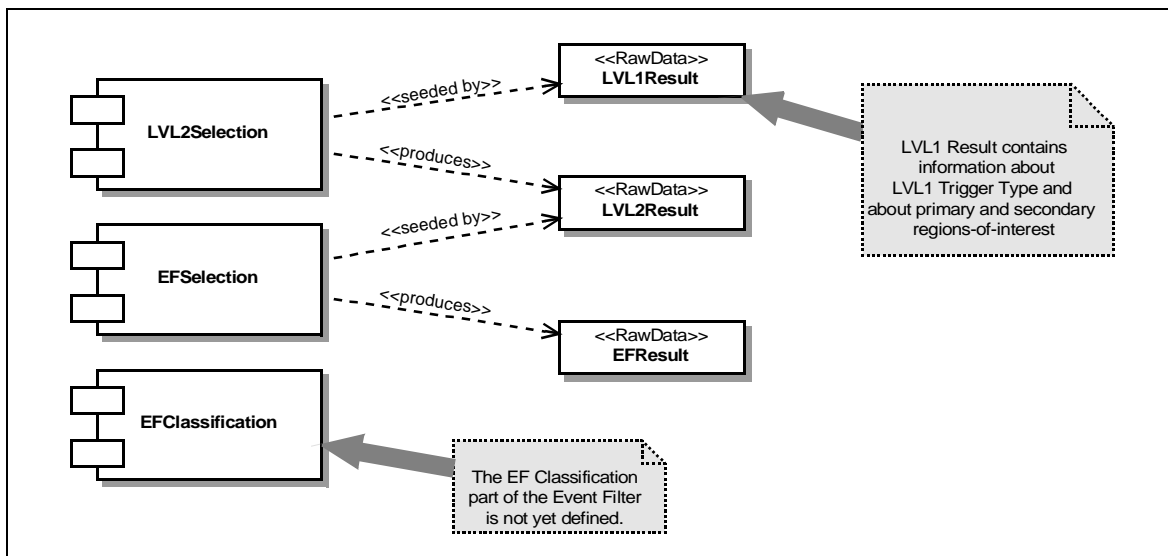 <<RawData>>
LVL1Result
<<seeded by>>
LVL2Selection
<<produces>>
LVL1 Result contains
information about
LVL1 Trigger Type and
about primary and secondary
regions-of-interest
<<RawData>>
LVL2Result
<<seeded by>>
EFSelection
<<produces>>
<<RawData>>
EFResult
EFClassification
The EF Classification
part of the Event Filter
is not yet defined.